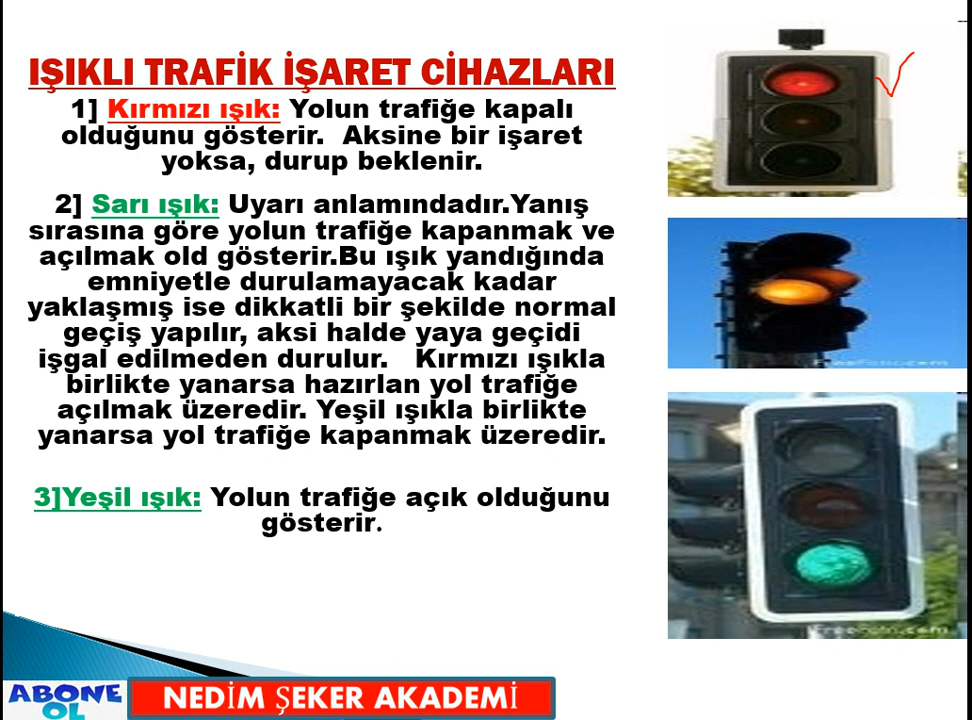 IŞIKLI TRAFİK İŞARET CİHAZLARI
1] Kırmızı ışık: Yolun trafiğe kapalı
olduğunu gösterir. Aksine bir işaret
yoksa, durup beklenir.
2] Sarı ışık: Uyarı anlamındadır.Yanış
sırasına göre yolun trafiğe kapanmak ve
açılmak old gösterir.Bu ışık yandığında
emniyetle durulamayacak kadar
yaklaşmış ise dikkatli bir şekilde normal
geçiş yapılır, aksi halde yaya geçidi
işgal edilmeden durulur. Kırmızı ışıkla
birlikte yanarsa hazırlan yol trafiğe
açılmak üzeredir. Yeşil ışıkla birlikte
yanarsa yol trafiğe kapanmak üzeredir.
3]Yeşil ışık: Yolun trafiğe açık olduğunu
gösterir.
FreeFoto.com
FreeFoto.com
ABONE
OL
NEDİM ŞEKER AKADEMİ